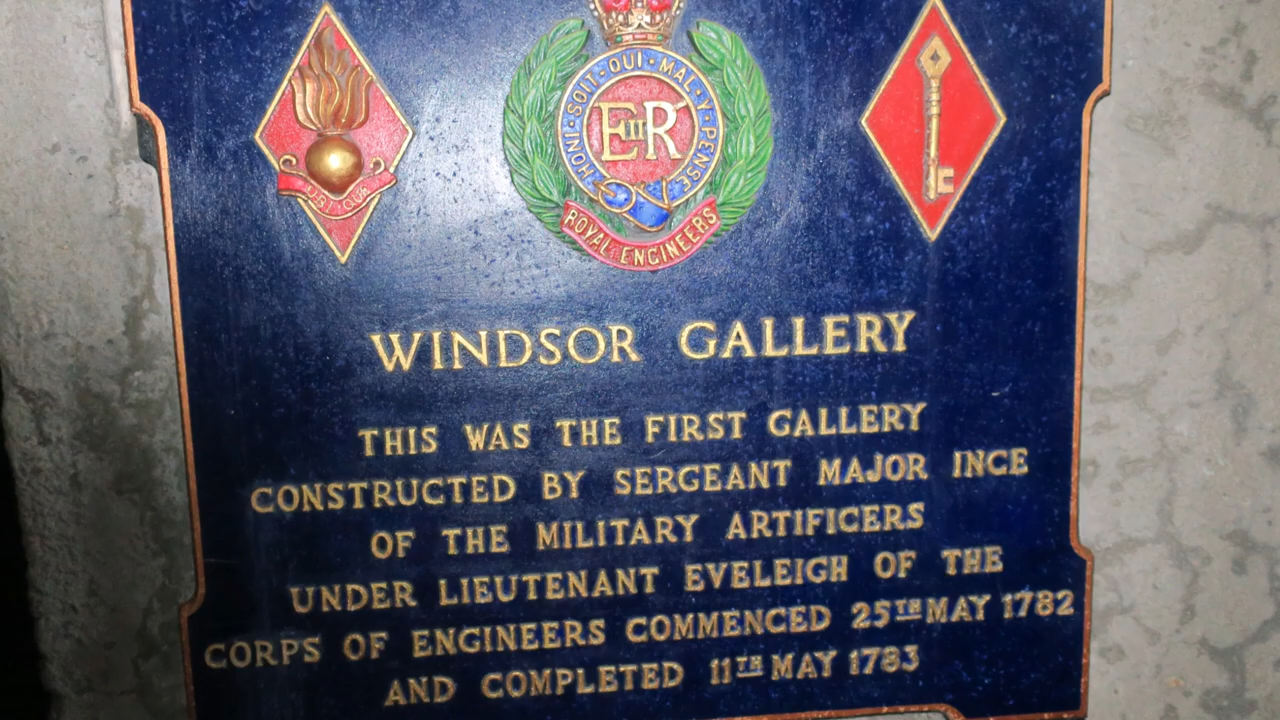 HONI · SOIT · QUI · MAL · Y · PENSE
EIIR
UBIQUE
ROYAL ENGINEERS
WINDSOR GALLERY
THIS WAS THE FIRST GALLERY
CONSTRUCTED BY SERGEANT MAJOR INCE
OF THE MILITARY ARTIFICERS
UNDER LIEUTENANT EVELEIGH OF THE
CORPS OF ENGINEERS COMMENCED 25TH MAY 1782
AND COMPLETED 11TH MAY 1783